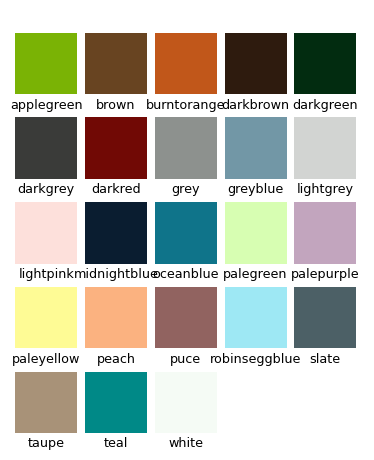 applegreen brown burntorange darkbrown darkgreen
darkgrey darkred grey greyblue lightgrey
lightpink midnightblue oceanblue palegreen palepurple
paleyellow peach puce robinseggblue slate
taupe teal white